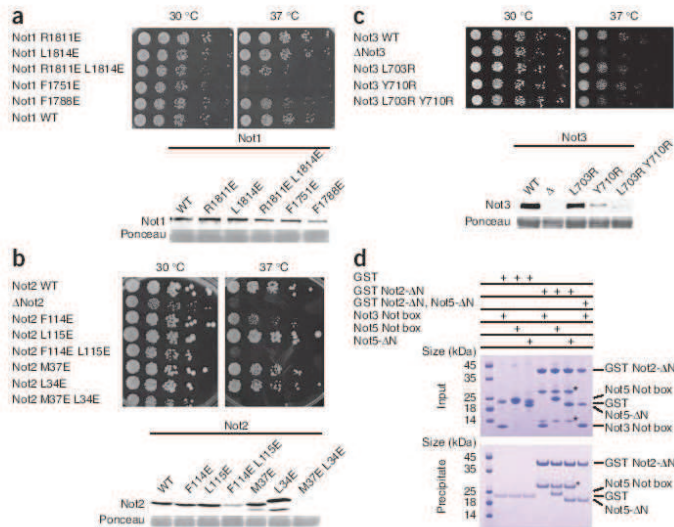 a
30 °C
37 °C
Not1 R1811E
Not1 L1814E
Not1 R1811E L1814E
Not1 F1751E
Not1 F1788E
Not1 WT
Not1
WT
R1811E
L1814E
R1811E L1814E
F1751E
F1788E
Not1
Ponceau
b
30 °C
37 °C
Not2 WT
ΔNot2
Not2 F114E
Not2 L115E
Not2 F114E L115E
Not2 M37E
Not2 L34E
Not2 M37E L34E
Not2
WT
F114E
L115E
F114E L115E
M37E
L34E
M37E L34E
Not2
Ponceau
c
30 °C
37 °C
Not3 WT
ΔNot3
Not3 L703R
Not3 Y710R
Not3 L703R Y710R
Not3
WT
Δ
L703R
Y710R
L703R Y710R
Not3
Ponceau
d
GST + + +
GST Not2-ΔN + + +
GST Not2-ΔN, Not5-ΔN +
Not3 Not box + + +
Not5 Not box + +
Not5-ΔN + +
Size (kDa)
45
35
25
18
14
Input
GST Not2-ΔN
*
Not5 Not box
GST
Not5-ΔN
*
Not3 Not box
Size (kDa)
45
35
25
18
14
Precipitate
GST Not2-ΔN
*
Not5 Not box
GST
Not5-ΔN